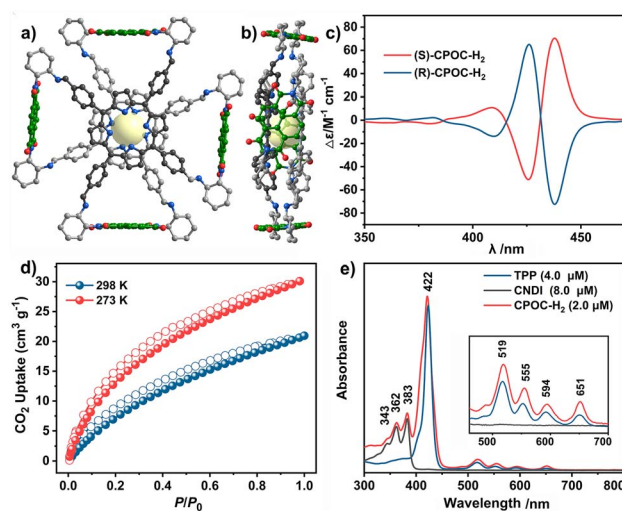 a)
b)
c)
(S)-CPOC-H₂
(R)-CPOC-H₂
Δε/M⁻¹ cm⁻¹
80
60
40
20
0
-20
-40
-60
-80
350
400
450
λ /nm
d)
298 K
273 K
CO₂ Uptake (cm³ g⁻¹)
30
25
20
15
10
5
0
0.0
0.2
0.4
0.6
0.8
1.0
P/P₀
e)
422
TPP (4.0 μM)
CNDI (8.0 μM)
CPOC-H₂ (2.0 μM)
343
362
383
519
555
594
651
500
600
700
Absorbance
300
400
500
600
700
800
Wavelength /nm